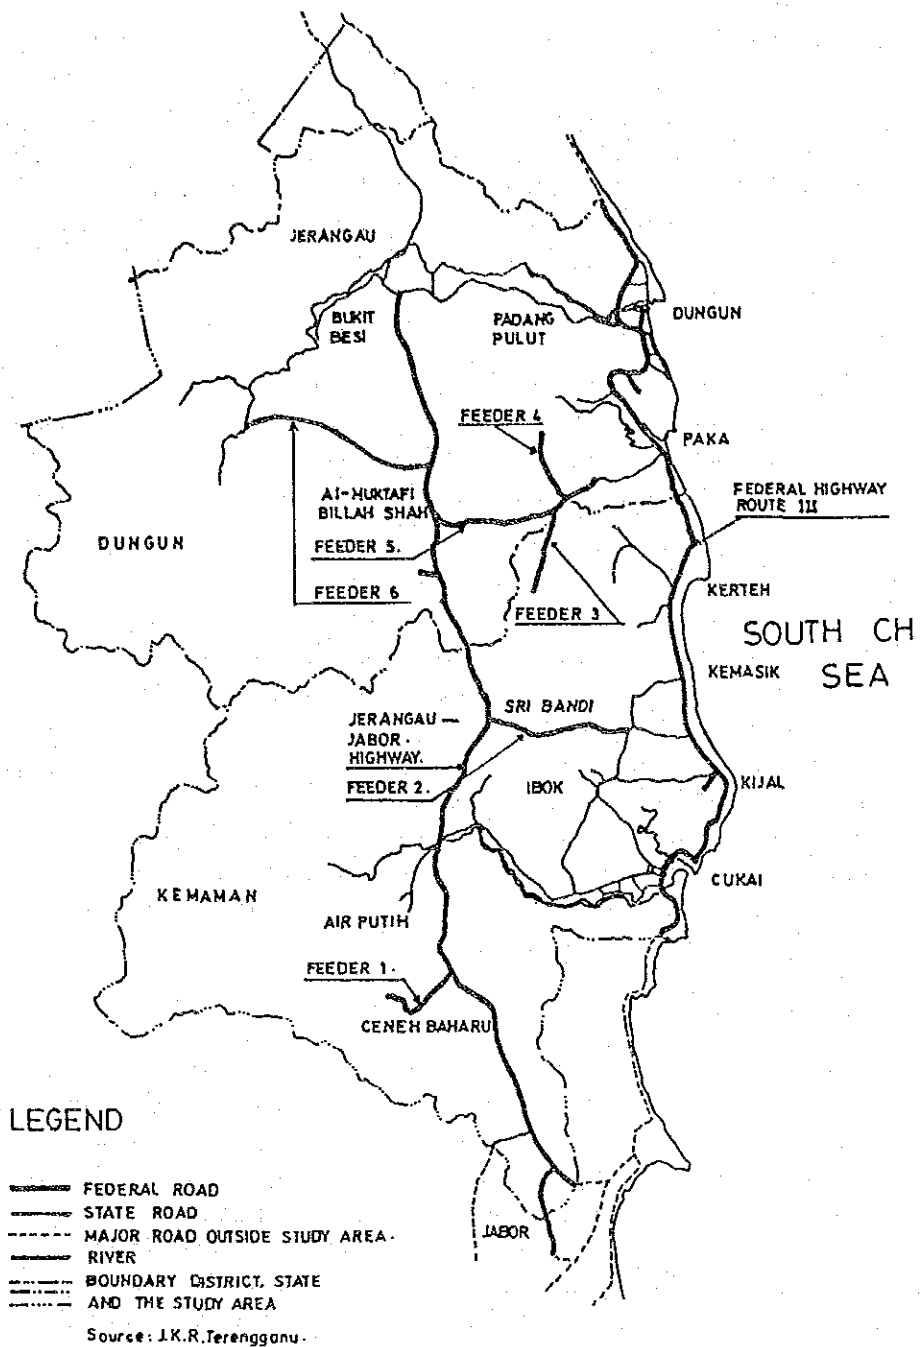 JERANGAU
BUKIT
BESI
PADANG
PULUT
DUNGUN
FEEDER 4
PAKA
AI-MUKTAFI
BILLAH SHAH
FEDERAL HIGHWAY
ROUTE III
DUNGUN
FEEDER 5.
FEEDER 6
FEEDER 3
KERTEH
SOUTH CH
SEA
KEMASIK
SRI BANDI
JERANGAU —
JABOR.
HIGHWAY.
FEEDER 2.
IBOK
KIJAL
KEMAMAN
CUKAI
AIR PUTIH
FEEDER 1.
CENEH BAHARU
LEGEND
FEDERAL ROAD
STATE ROAD
MAJOR ROAD OUTSIDE STUDY AREA.
RIVER
BOUNDARY DISTRICT, STATE
AND THE STUDY AREA
JABOR
Source: J.K.R.Terengganu.